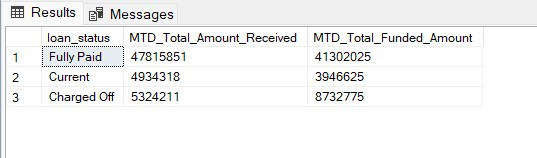 Results Messages
loan_status MTD_Total_Amount_Received MTD_Total_Funded_Amount
1 Fully Paid 47815851 41302025
2 Current 4934318 3946625
3 Charged Off 5324211 8732775